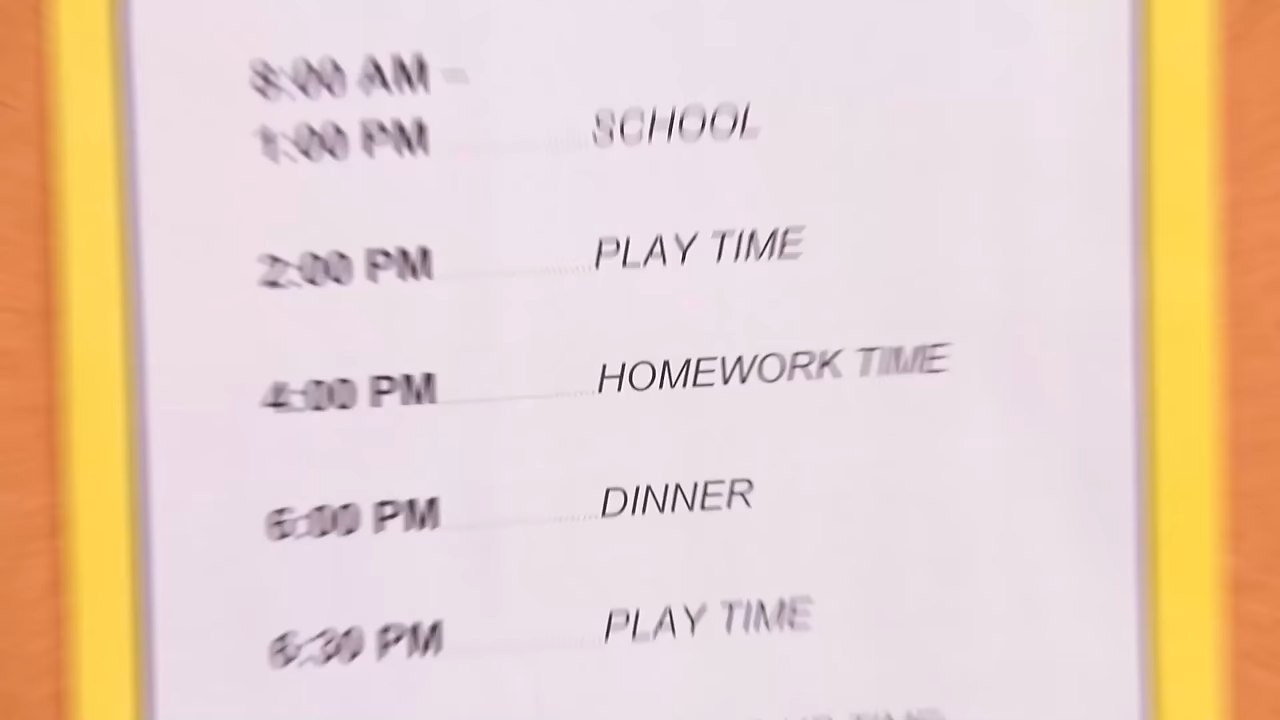 8:00 AM –
1:00 PM SCHOOL
2:00 PM PLAY TIME
4:00 PM HOMEWORK TIME
6:00 PM DINNER
6:30 PM PLAY TIME
TIME